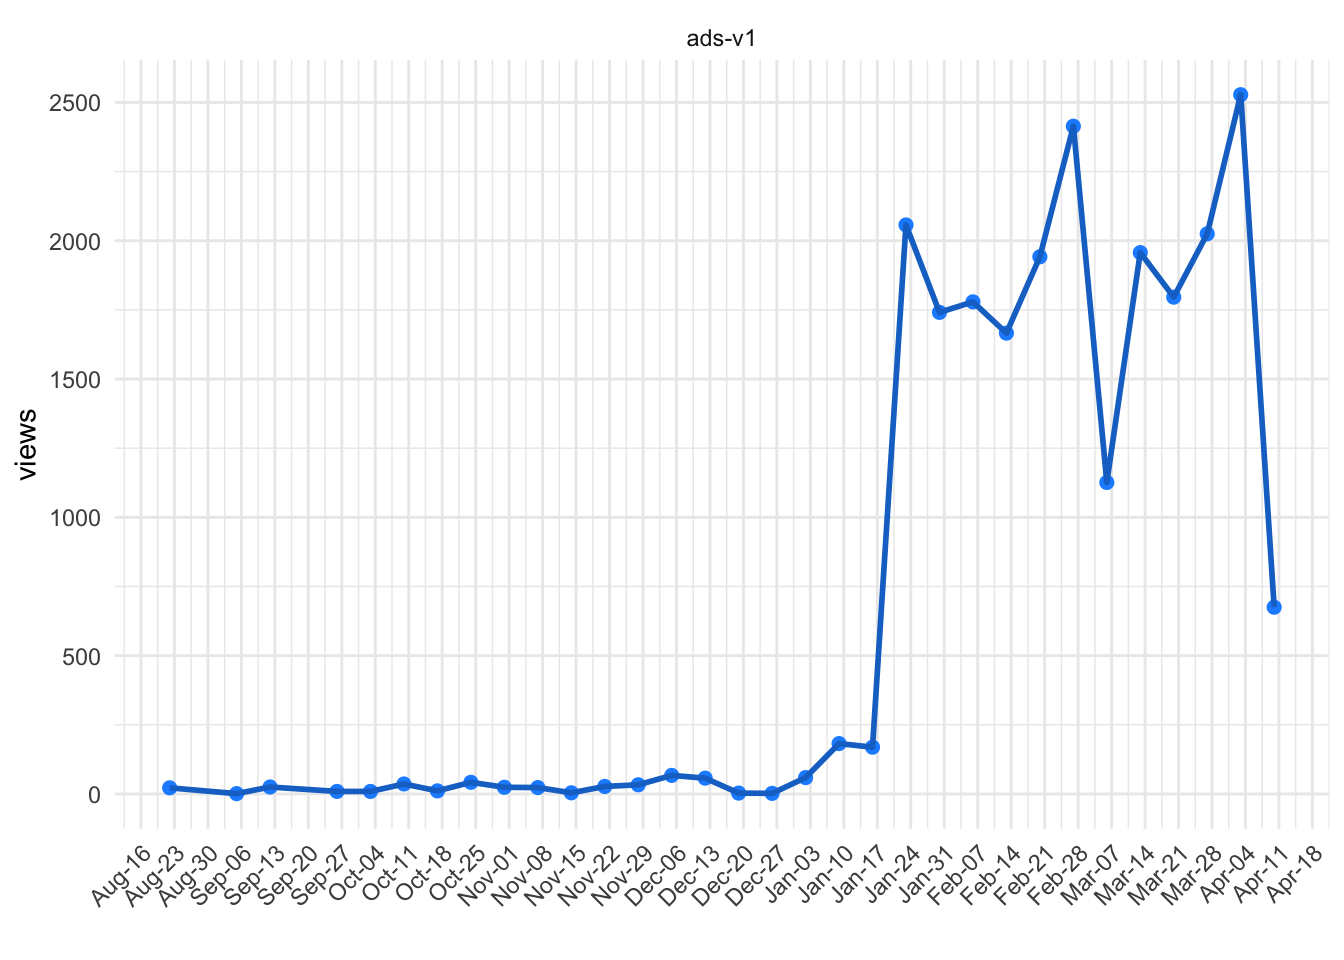 ads-v1
2500
2000
1500
1000
500
0
views
Aug-16
Aug-23
Aug-30
Sep-06
Sep-13
Sep-20
Sep-27
Oct-04
Oct-11
Oct-18
Oct-25
Nov-01
Nov-08
Nov-15
Nov-22
Nov-29
Dec-06
Dec-13
Dec-20
Dec-27
Jan-03
Jan-10
Jan-17
Jan-24
Jan-31
Feb-07
Feb-14
Feb-21
Feb-28
Mar-07
Mar-14
Mar-21
Mar-28
Apr-04
Apr-11
Apr-18